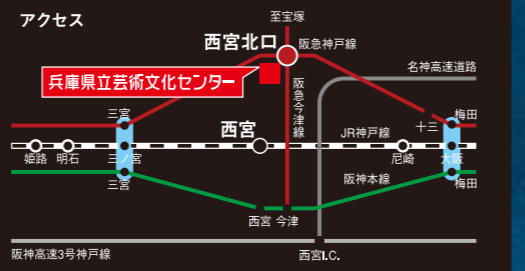 アクセス
至宝塚
西宮北口
阪急神戸線
兵庫県立芸術文化センター
名神高速道路
阪急今津線
三宮
梅田
十三
西宮
JR神戸線
姫路
明石
三ノ宮
尼崎
大阪
三宮
阪神本線
梅田
西宮
今津
阪神高速3号神戸線
西宮I.C.